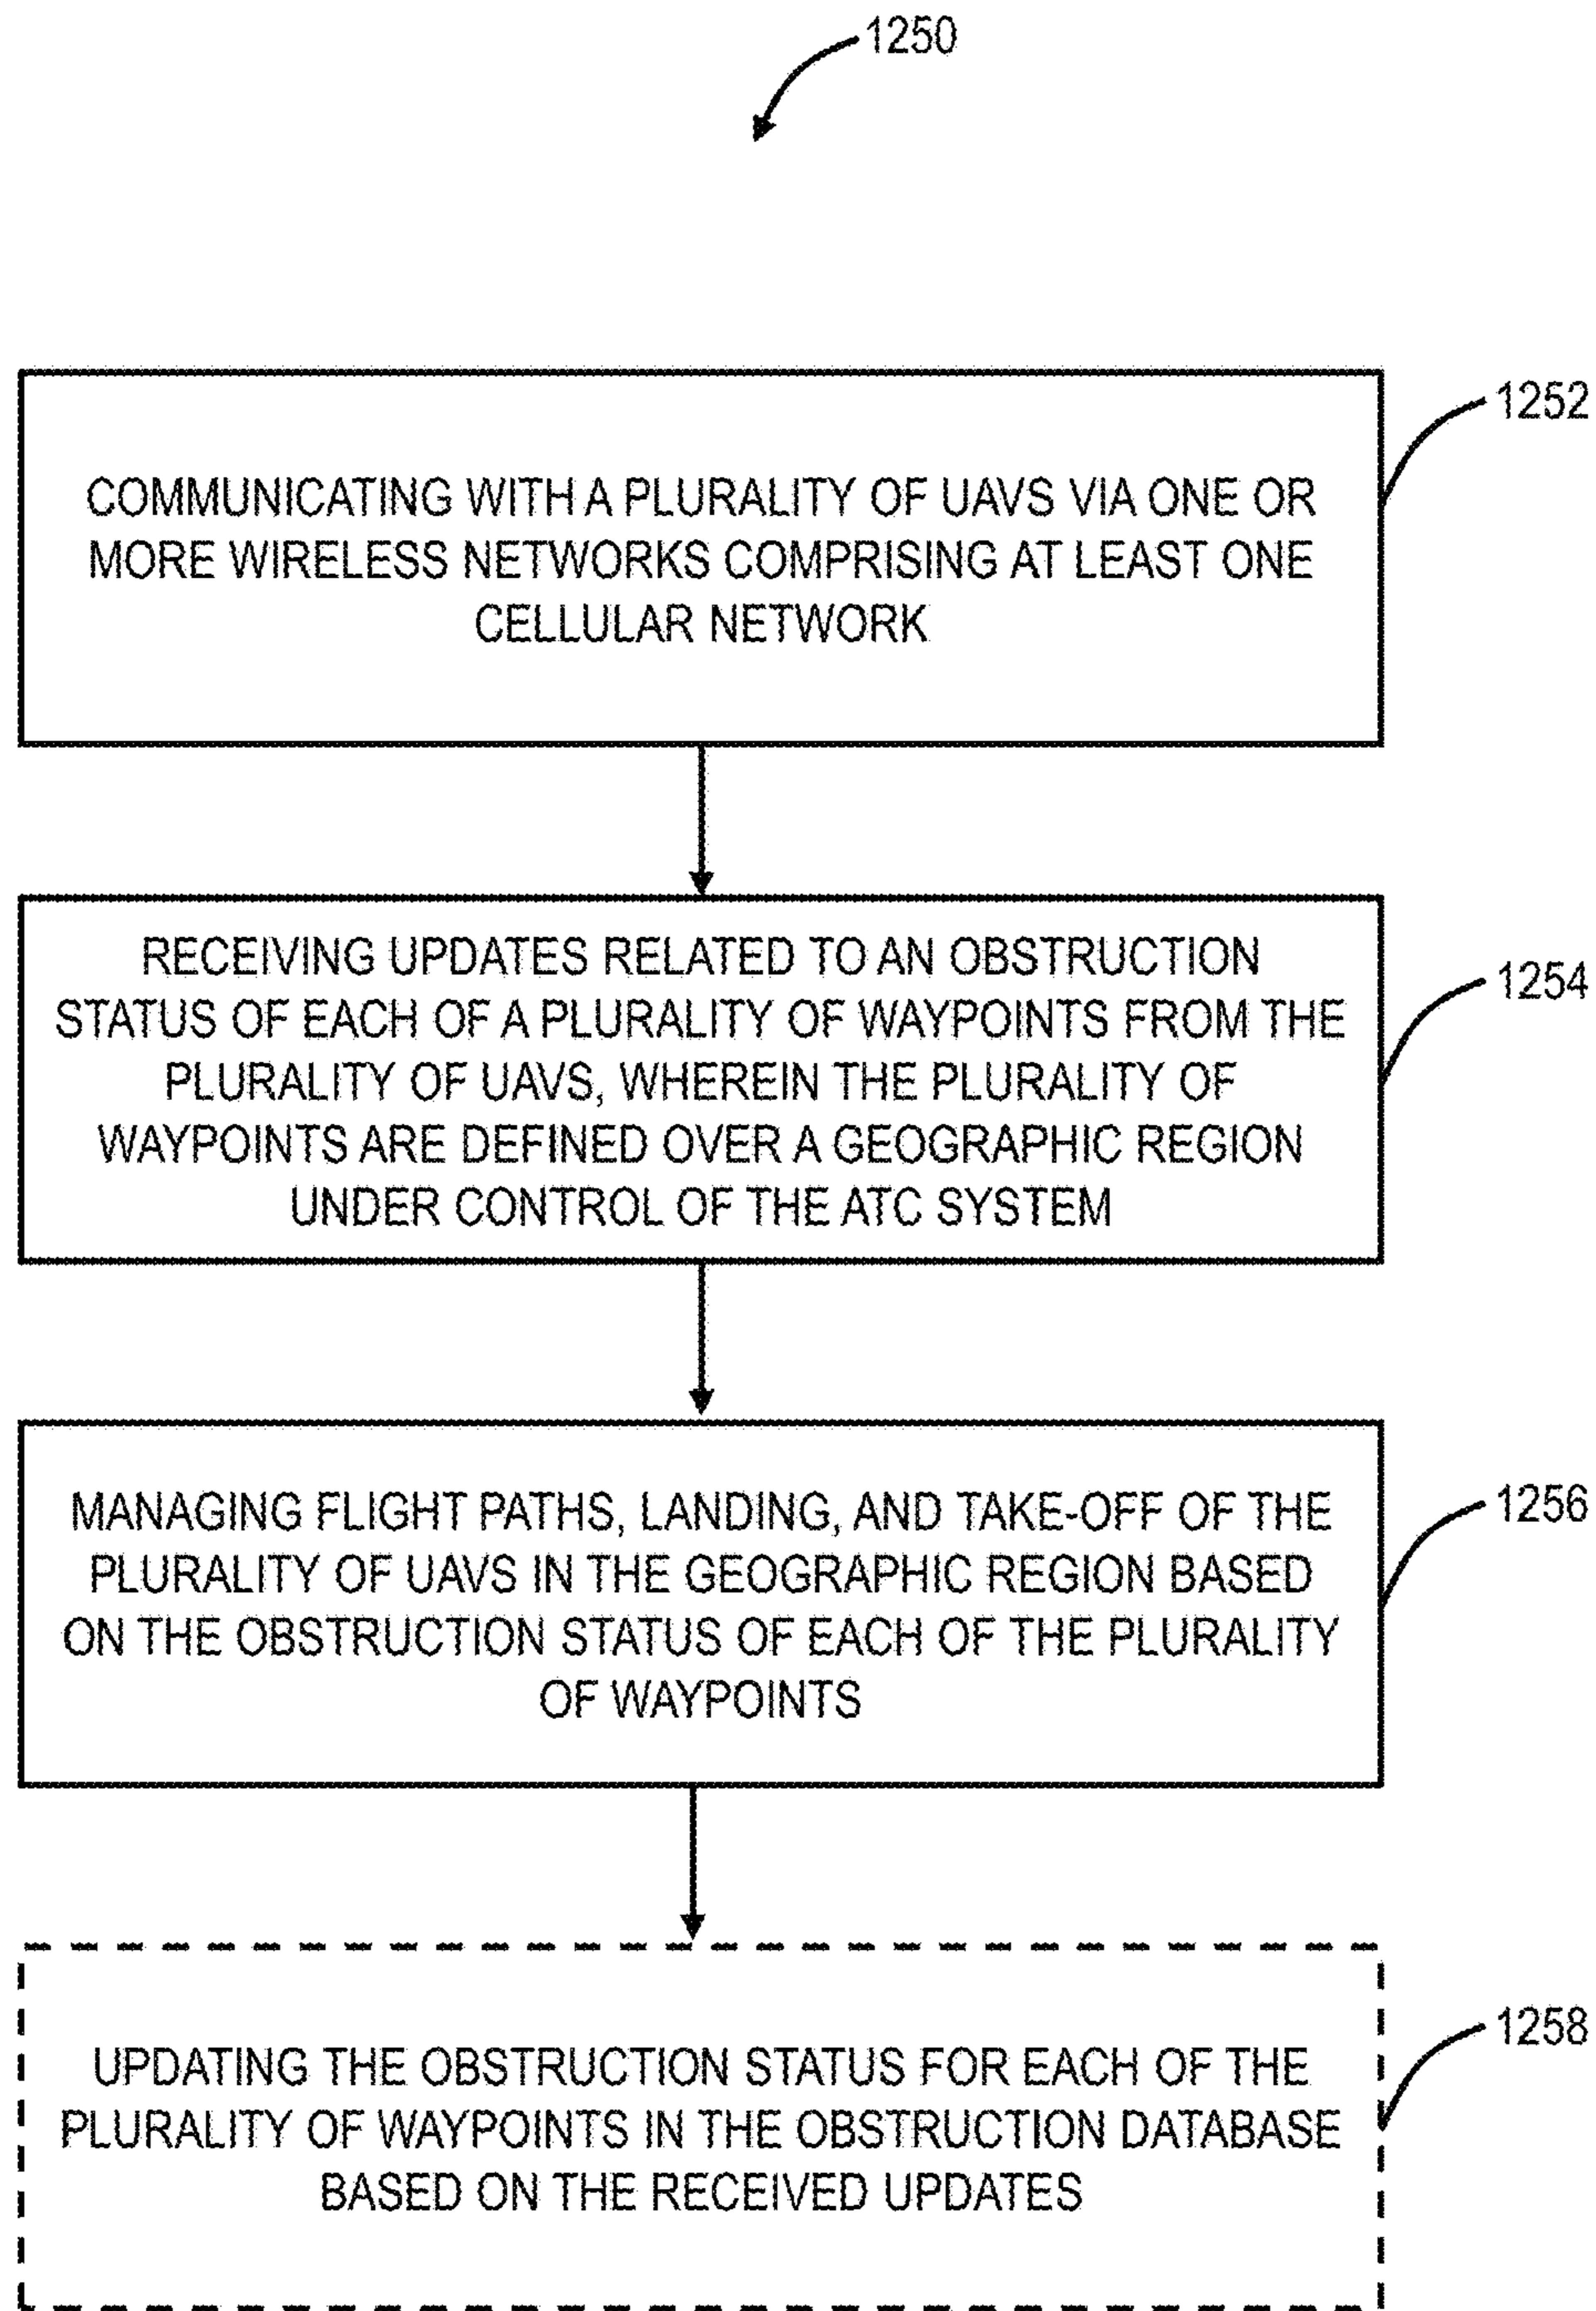 1250
1252
COMMUNICATING WITH A PLURALITY OF UAVS VIA ONE OR
MORE WIRELESS NETWORKS COMPRISING AT LEAST ONE
CELLULAR NETWORK
1254
RECEIVING UPDATES RELATED TO AN OBSTRUCTION
STATUS OF EACH OF A PLURALITY OF WAYPOINTS FROM THE
PLURALITY OF UAVS, WHEREIN THE PLURALITY OF
WAYPOINTS ARE DEFINED OVER A GEOGRAPHIC REGION
UNDER CONTROL OF THE ATC SYSTEM
1256
MANAGING FLIGHT PATHS, LANDING, AND TAKE-OFF OF THE
PLURALITY OF UAVS IN THE GEOGRAPHIC REGION BASED
ON THE OBSTRUCTION STATUS OF EACH OF THE PLURALITY
OF WAYPOINTS
1258
UPDATING THE OBSTRUCTION STATUS FOR EACH OF THE
PLURALITY OF WAYPOINTS IN THE OBSTRUCTION DATABASE
BASED ON THE RECEIVED UPDATES